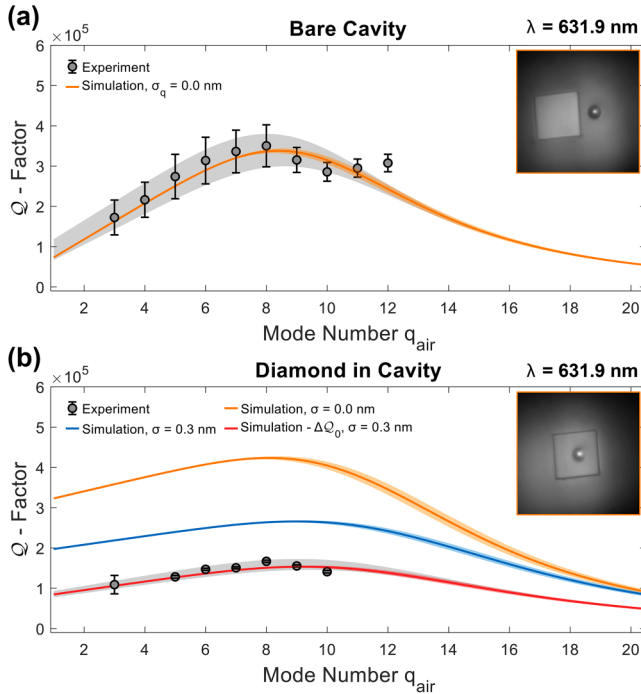 (a)
Bare Cavity
λ = 631.9 nm
×10⁵
Experiment
Simulation, σ_q = 0.0 nm
6
5
4
3
2
1
0
𝒬 - Factor
2 4 6 8 10 12 14 16 18 20
Mode Number q_air
(b)
Diamond in Cavity
λ = 631.9 nm
×10⁵
Experiment
Simulation, σ = 0.0 nm
Simulation, σ = 0.3 nm
Simulation - Δ𝒬₀, σ = 0.3 nm
6
5
4
3
2
1
0
𝒬 - Factor
2 4 6 8 10 12 14 16 18 20
Mode Number q_air